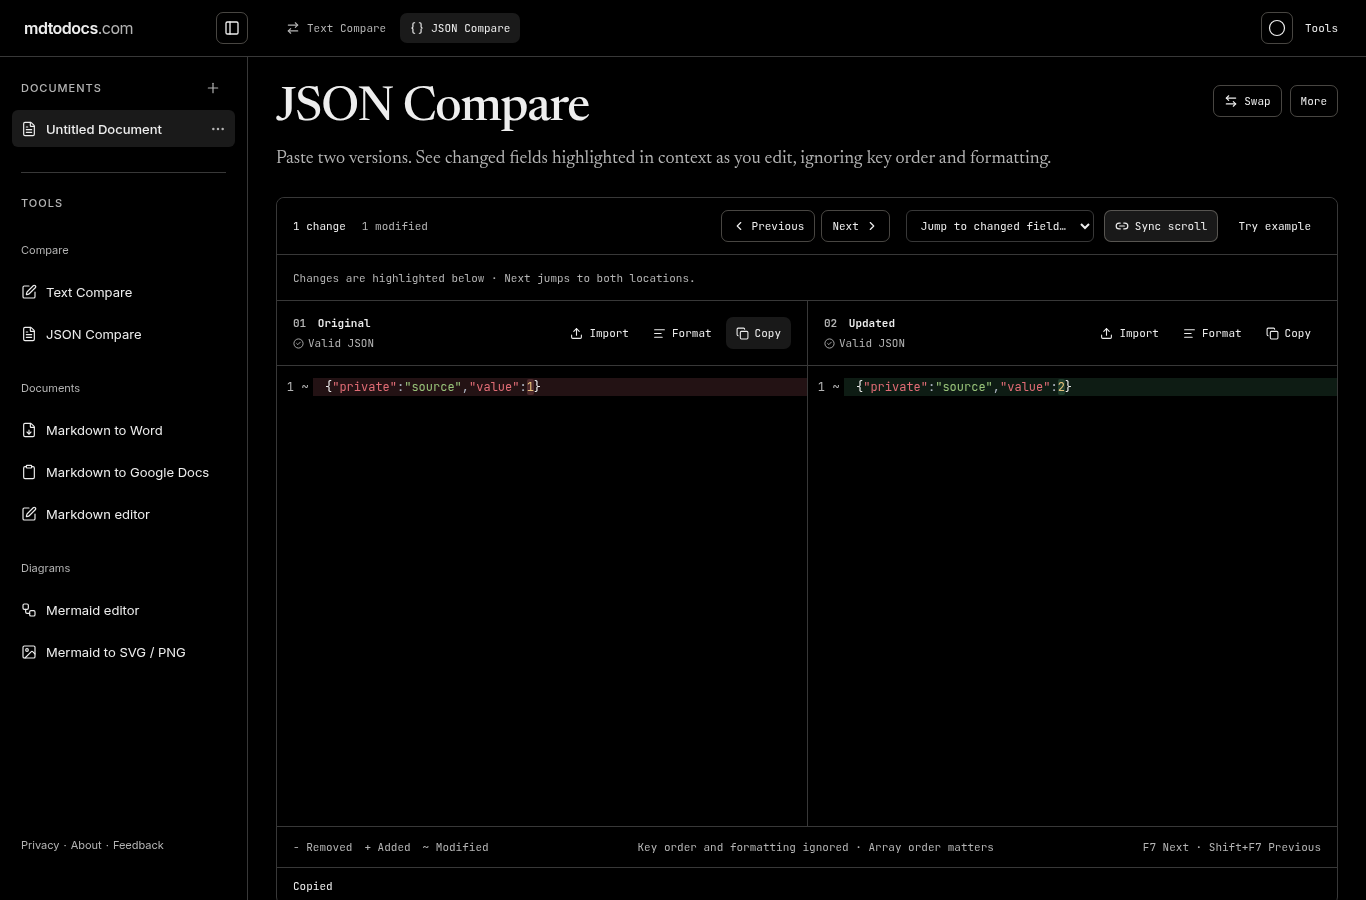 mdtodocs.com
Text Compare
{} JSON Compare
Tools
DOCUMENTS
Untitled Document
TOOLS
Compare
Text Compare
JSON Compare
Documents
Markdown to Word
Markdown to Google Docs
Markdown editor
Diagrams
Mermaid editor
Mermaid to SVG / PNG
Privacy · About · Feedback
JSON Compare
Swap
More
Paste two versions. See changed fields highlighted in context as you edit, ignoring key order and formatting.
1 change 1 modified
Previous
Next
Jump to changed field…
Sync scroll
Try example
Changes are highlighted below · Next jumps to both locations.
01 Original
Valid JSON
Import
Format
Copy
02 Updated
Valid JSON
Import
Format
Copy
1 ~ {"private":"source","value":1}
1 ~ {"private":"source","value":2}
- Removed + Added ~ Modified
Key order and formatting ignored · Array order matters
F7 Next · Shift+F7 Previous
Copied